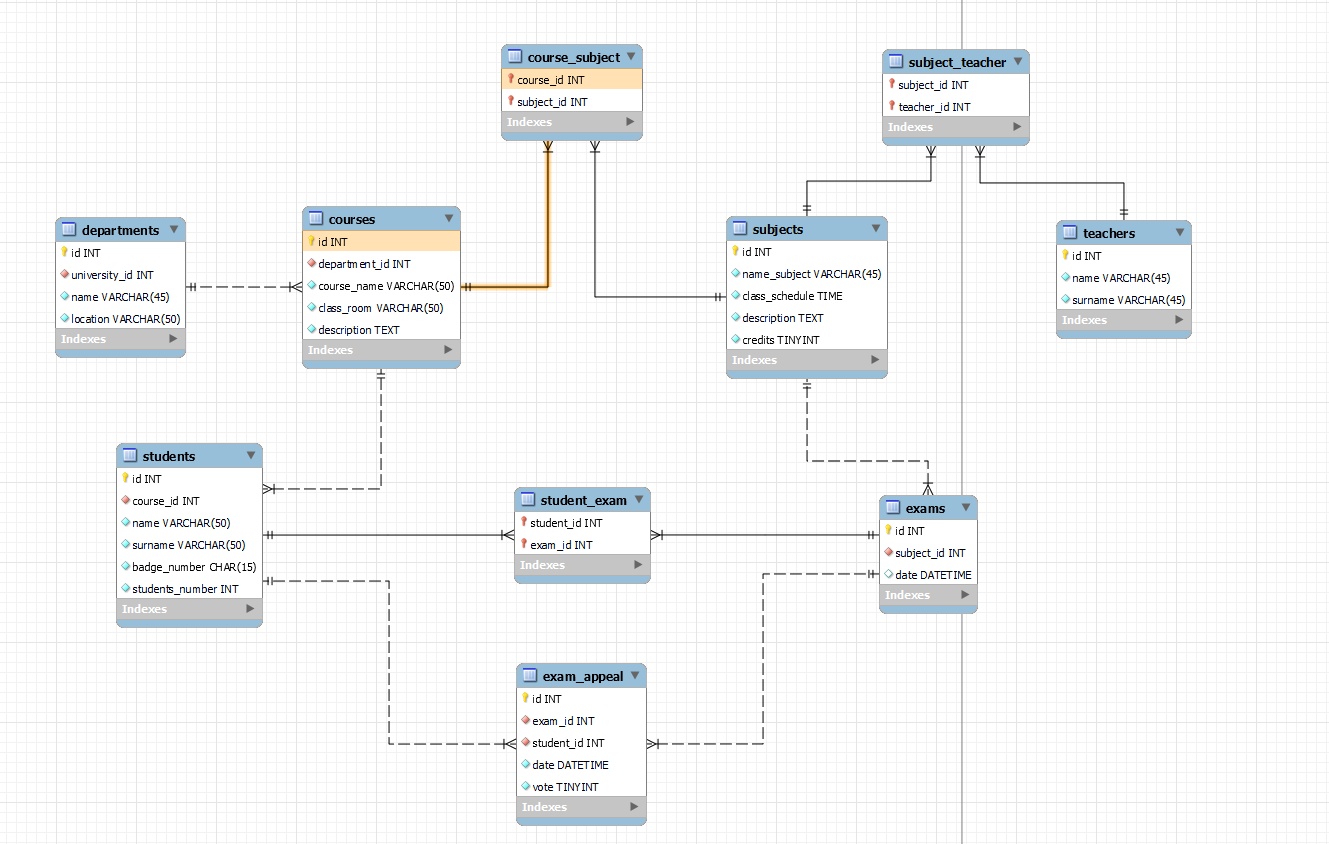 course_subject
course_id INT
subject_id INT
Indexes
subject_teacher
subject_id INT
teacher_id INT
Indexes
departments
id INT
university_id INT
name VARCHAR(45)
location VARCHAR(50)
Indexes
courses
id INT
department_id INT
course_name VARCHAR(50)
class_room VARCHAR(50)
description TEXT
Indexes
subjects
id INT
name_subject VARCHAR(45)
class_schedule TIME
description TEXT
credits TINYINT
Indexes
teachers
id INT
name VARCHAR(45)
surname VARCHAR(45)
Indexes
students
id INT
course_id INT
name VARCHAR(50)
surname VARCHAR(50)
badge_number CHAR(15)
students_number INT
Indexes
student_exam
student_id INT
exam_id INT
Indexes
exams
id INT
subject_id INT
date DATETIME
Indexes
exam_appeal
id INT
exam_id INT
student_id INT
date DATETIME
vote TINYINT
Indexes